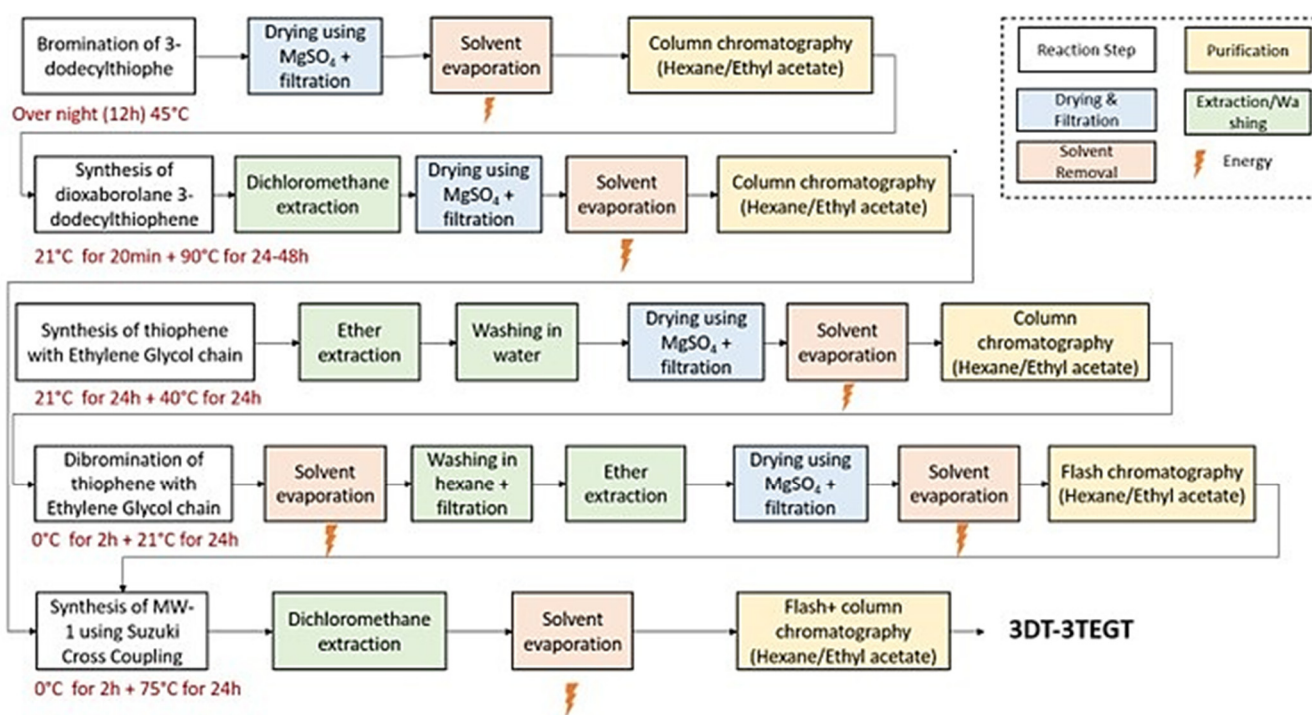 Bromination of 3-
dodecylthiophe
Drying using
MgSO₄ +
filtration
Solvent
evaporation
Column chromatography
(Hexane/Ethyl acetate)
Over night (12h) 45°C
Reaction Step
Purification
Drying &
Filtration
Extraction/Wa
shing
Solvent
Removal
Energy
Synthesis of
dioxaborolane 3-
dodecylthiophene
Dichloromethane
extraction
Drying using
MgSO₄ +
filtration
Solvent
evaporation
Column chromatography
(Hexane/Ethyl acetate)
21°C for 20min + 90°C for 24-48h
Synthesis of thiophene
with Ethylene Glycol chain
Ether
extraction
Washing in
water
Drying using
MgSO₄ +
filtration
Solvent
evaporation
Column
chromatography
(Hexane/Ethyl acetate)
21°C for 24h + 40°C for 24h
Dibromination of
thiophene with
Ethylene Glycol chain
Solvent
evaporation
Washing in
hexane +
filtration
Ether
extraction
Drying using
MgSO₄ +
filtration
Solvent
evaporation
Flash chromatography
(Hexane/Ethyl acetate)
0°C for 2h + 21°C for 24h
Synthesis of MW-
1 using Suzuki
Cross Coupling
Dichloromethane
extraction
Solvent
evaporation
Flash+ column
chromatography
(Hexane/Ethyl acetate)
3DT-3TEGT
0°C for 2h + 75°C for 24h